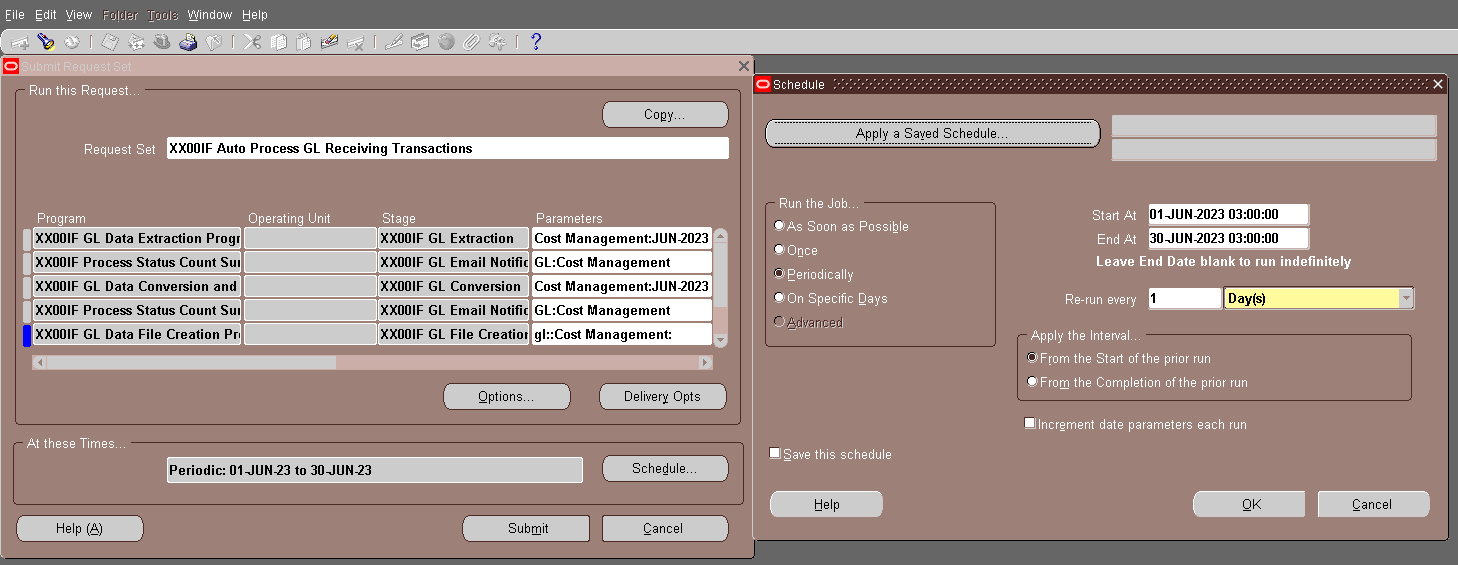 File Edit View Folder Tools Window Help
Submit Request Set
Run this Request...
Copy...
Request Set XX00IF Auto Process GL Receiving Transactions
Program Operating Unit Stage Parameters
XX00IF GL Data Extraction Progr XX00IF GL Extraction Cost Management:JUN-2023
XX00IF Process Status Count Sur XX00IF GL Email Notific GL:Cost Management
XX00IF GL Data Conversion and XX00IF GL Conversion Cost Management:JUN-2023
XX00IF Process Status Count Sur XX00IF GL Email Notific GL:Cost Management
XX00IF GL Data File Creation Pr XX00IF GL File Creation gl::Cost Management:
Options... Delivery Opts
At these Times...
Periodic: 01-JUN-23 to 30-JUN-23 Schedule...
Help (A) Submit Cancel
Schedule
Apply a Saved Schedule...
Run the Job...
As Soon as Possible
Once
Periodically
On Specific Days
Advanced
Start At 01-JUN-2023 03:00:00
End At 30-JUN-2023 03:00:00
Leave End Date blank to run indefinitely
Re-run every 1 Day(s)
Apply the Interval...
From the Start of the prior run
From the Completion of the prior run
Increment date parameters each run
Save this schedule
Help OK Cancel